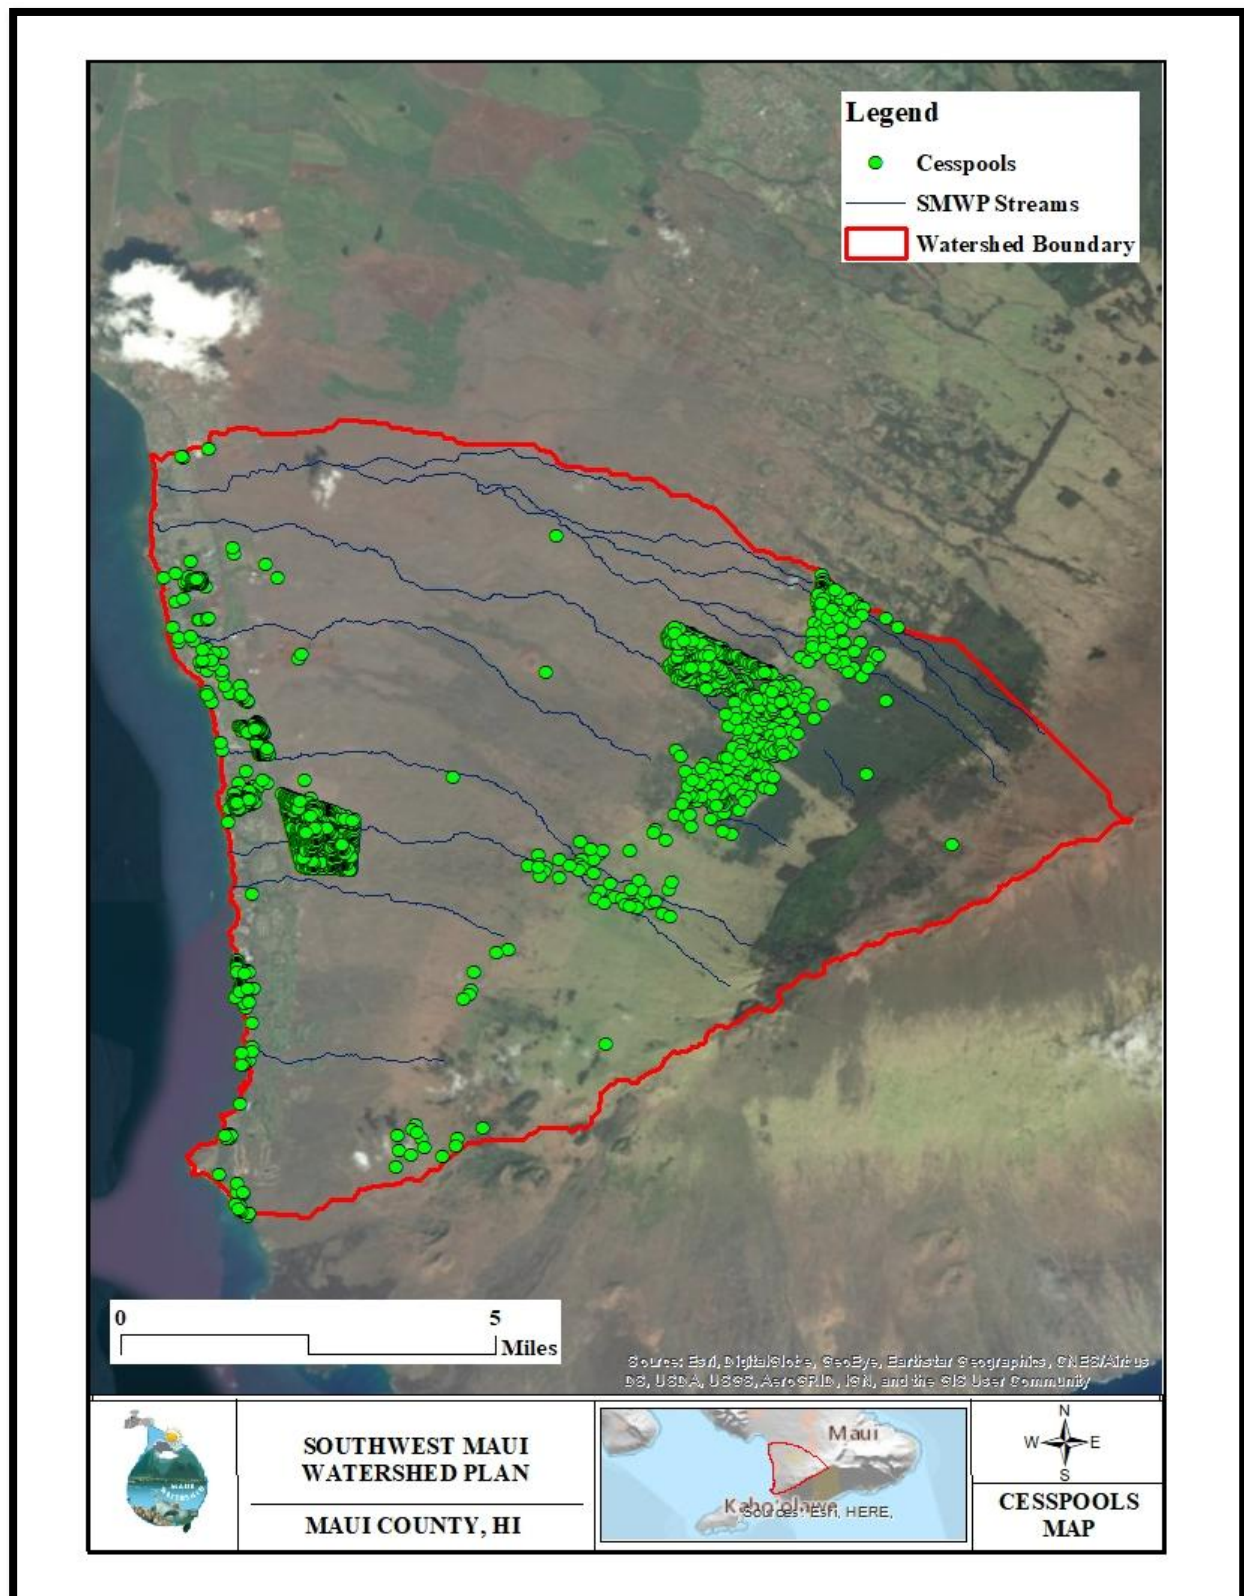 Legend
Cesspools
SMWP Streams
Watershed Boundary
0
5
Miles
Source: Esri, DigitalGlobe, GeoEye, Earthstar Geographics, CNES/Airbus
DS, USDA, USGS, AeroGRID, IGN, and the GIS User Community
SOUTHWEST MAUI
WATERSHED PLAN
MAUI COUNTY, HI
Maui
Kaho'olawe
Sources: Esri, HERE,
N
W
E
S
CESSPOOLS
MAP